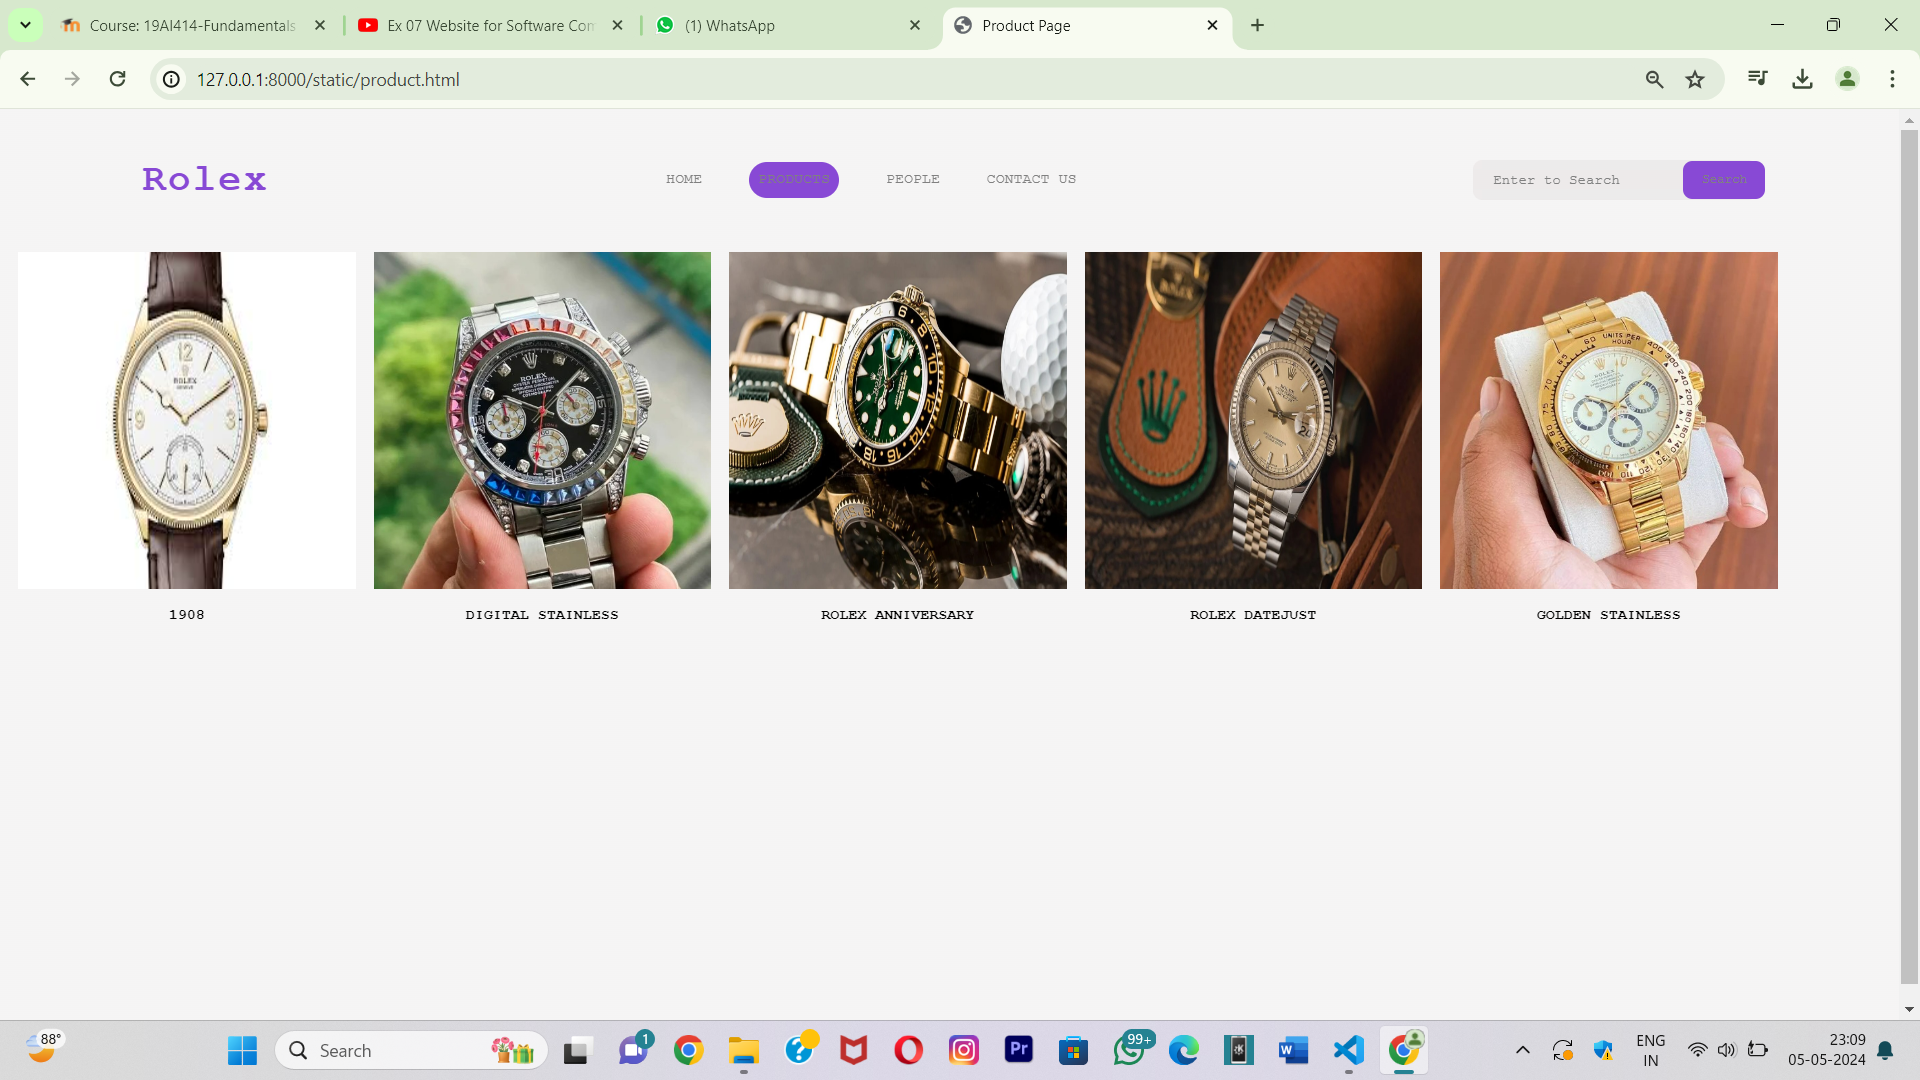 Course: 19AI414-Fundamentals
Ex 07 Website for Software Com
(1) WhatsApp
Product Page
127.0.0.1:8000/static/product.html
Rolex
HOME
PRODUCTS
PEOPLE
CONTACT US
Enter to Search
Search
1908
DIGITAL STAINLESS
ROLEX ANNIVERSARY
ROLEX DATEJUST
GOLDEN STAINLESS
88°
Search
1
Pr
99+
ENG
IN
23:09
05-05-2024